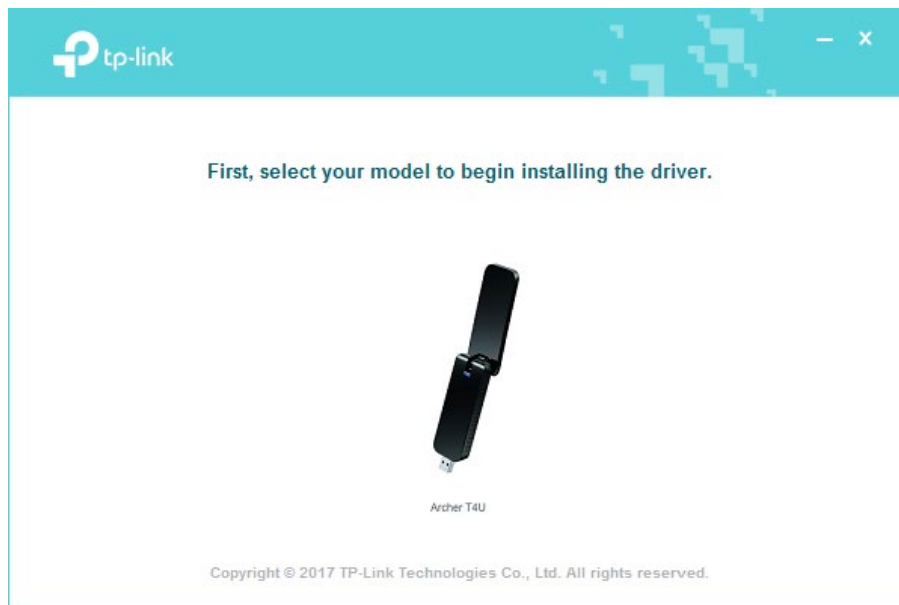 tp-link
First, select your model to begin installing the driver.
Archer T4U
Copyright © 2017 TP-Link Technologies Co., Ltd. All rights reserved.